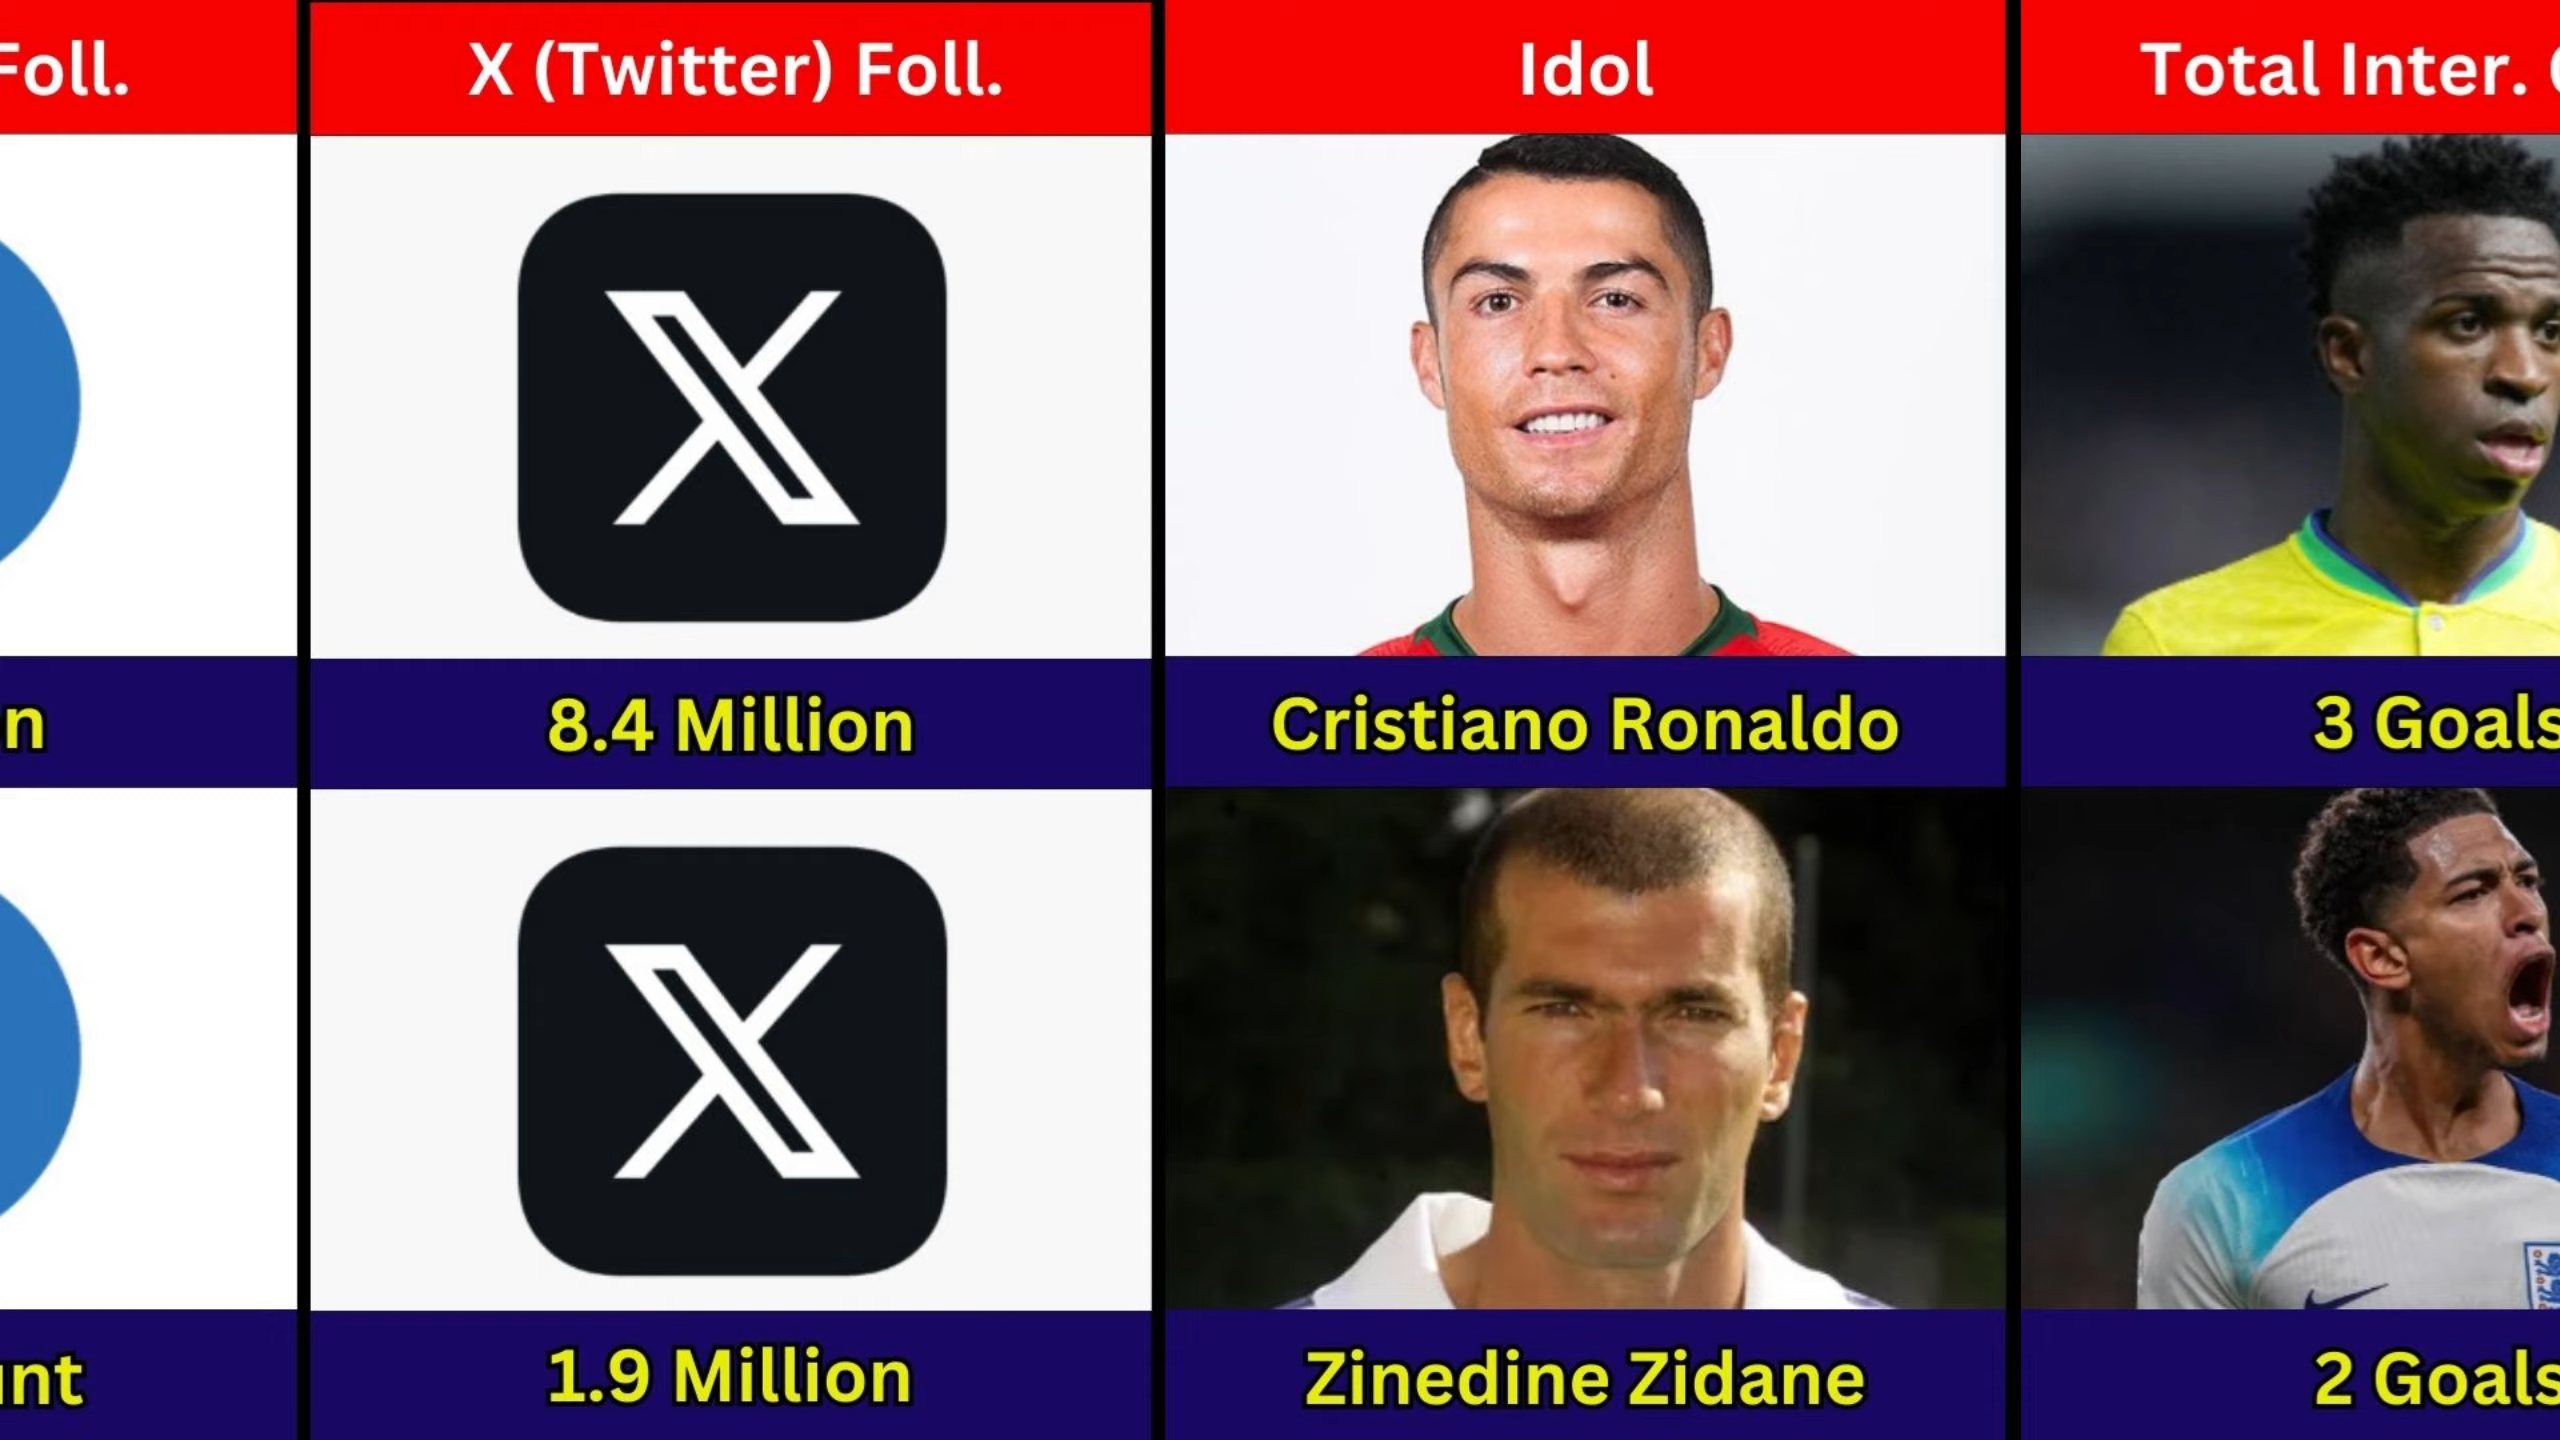 Foll.
X (Twitter) Foll.
Idol
Total Inter.
8.4 Million
Cristiano Ronaldo
3 Goals
1.9 Million
Zinedine Zidane
2 Goals